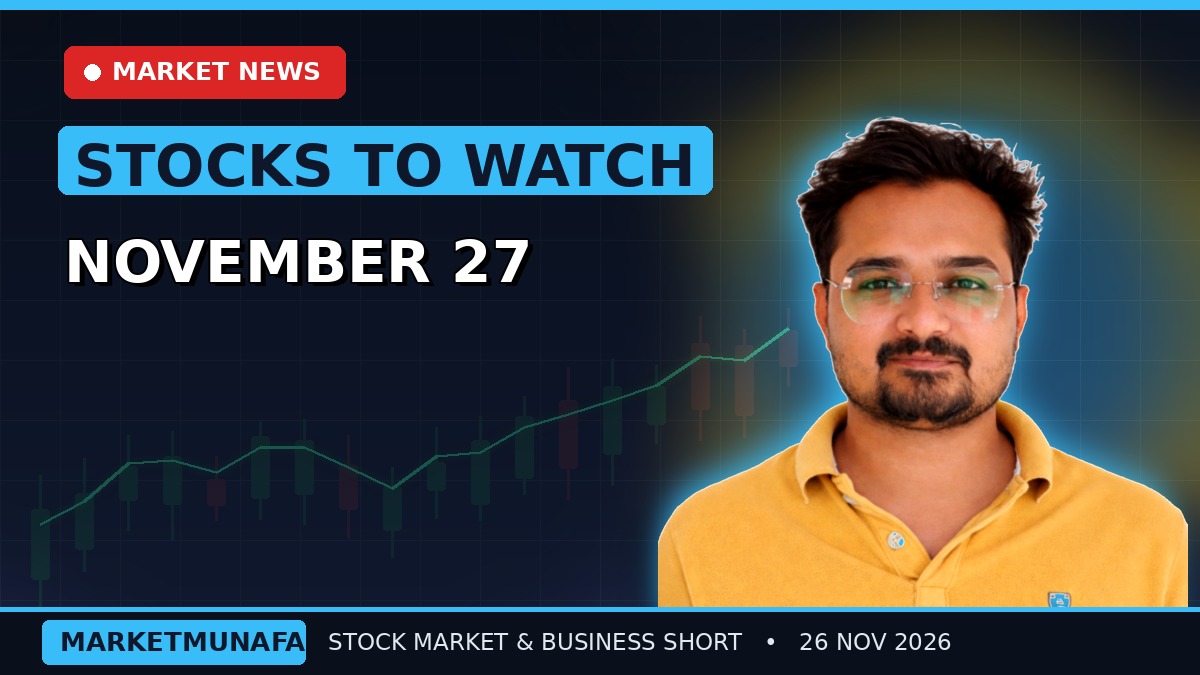 MARKET NEWS
STOCKS TO WATCH
NOVEMBER 27
MARKETMUNAFA STOCK MARKET & BUSINESS SHORT • 26 NOV 2026